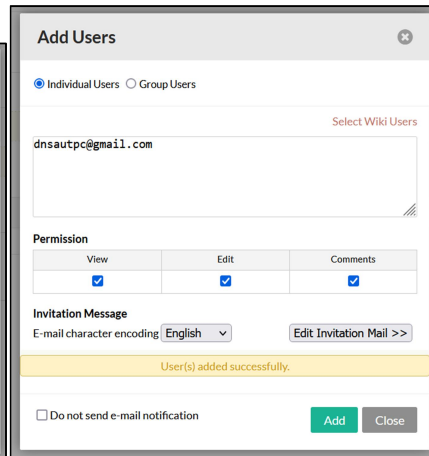 Add Users
Individual Users Group Users
Select Wiki Users
dnsautpc@gmail.com
Permission
View Edit Comments
Invitation Message
E-mail character encoding English Edit Invitation Mail >>
User(s) added successfully.
Do not send e-mail notification Add Close